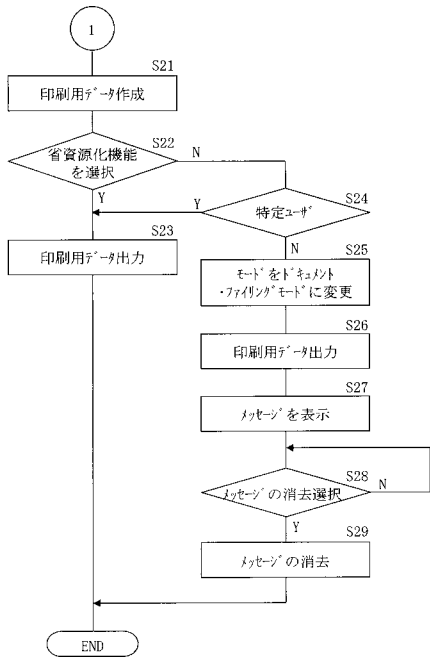 1
S21
印刷用ﾃﾞｰﾀ作成
S22
省資源化機能
を選択
N
Y
S24
特定ﾕｰｻﾞ
Y
N
S23
印刷用ﾃﾞｰﾀ出力
S25
ﾓｰﾄﾞをﾄﾞｷｭﾒﾝﾄ
・ﾌｧｲﾘﾝｸﾞﾓｰﾄﾞに変更
S26
印刷用ﾃﾞｰﾀ出力
S27
ﾒｯｾｰｼﾞを表示
S28
ﾒｯｾｰｼﾞの消去選択
N
Y
S29
ﾒｯｾｰｼﾞの消去
END